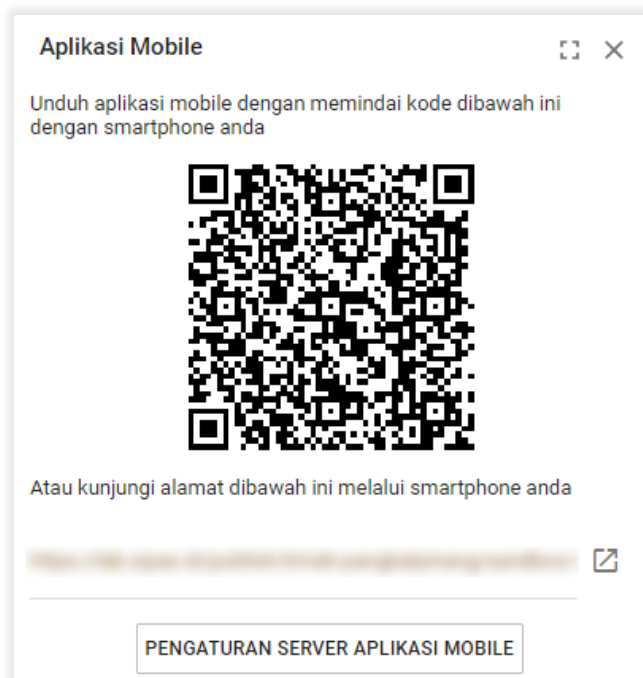 Aplikasi Mobile
Unduh aplikasi mobile dengan memindai kode dibawah ini
dengan smartphone anda
Atau kunjungi alamat dibawah ini melalui smartphone anda
PENGATURAN SERVER APLIKASI MOBILE